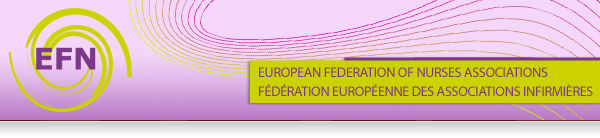 EFN
EUROPEAN FEDERATION OF NURSES ASSOCIATIONS
FÉDÉRATION EUROPÉENNE DES ASSOCIATIONS INFIRMIÈRES